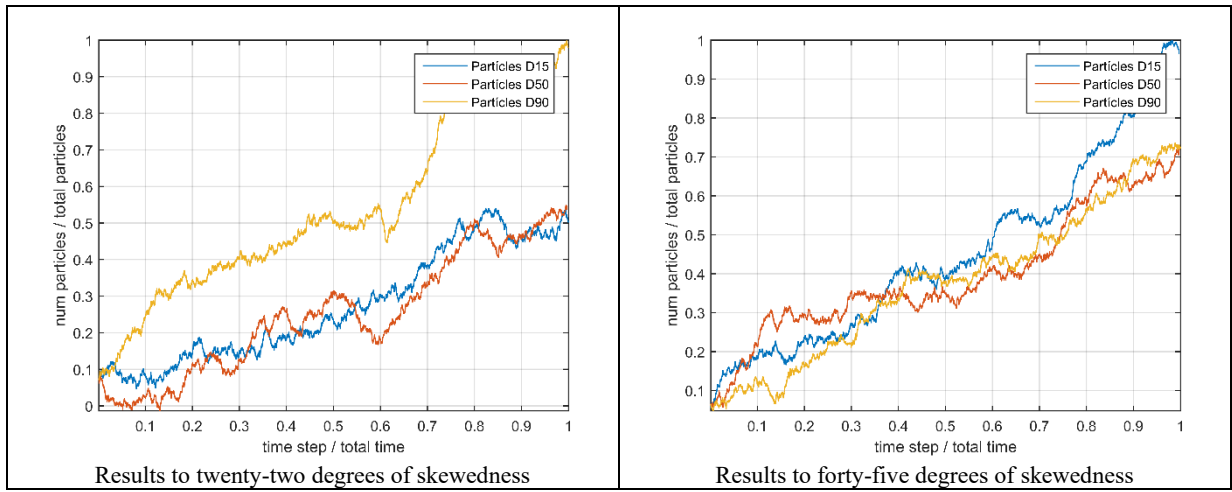 1
0.9
0.8
0.7
0.6
0.5
0.4
0.3
0.2
0.1
0
num particles / total particles
Particles D15
Particles D50
Particles D90
0.1 0.2 0.3 0.4 0.5 0.6 0.7 0.8 0.9 1
time step / total time
Results to twenty-two degrees of skewedness
1
0.9
0.8
0.7
0.6
0.5
0.4
0.3
0.2
0.1
num particles / total particles
Particles D15
Particles D50
Particles D90
0.1 0.2 0.3 0.4 0.5 0.6 0.7 0.8 0.9 1
time step / total time
Results to forty-five degrees of skewedness